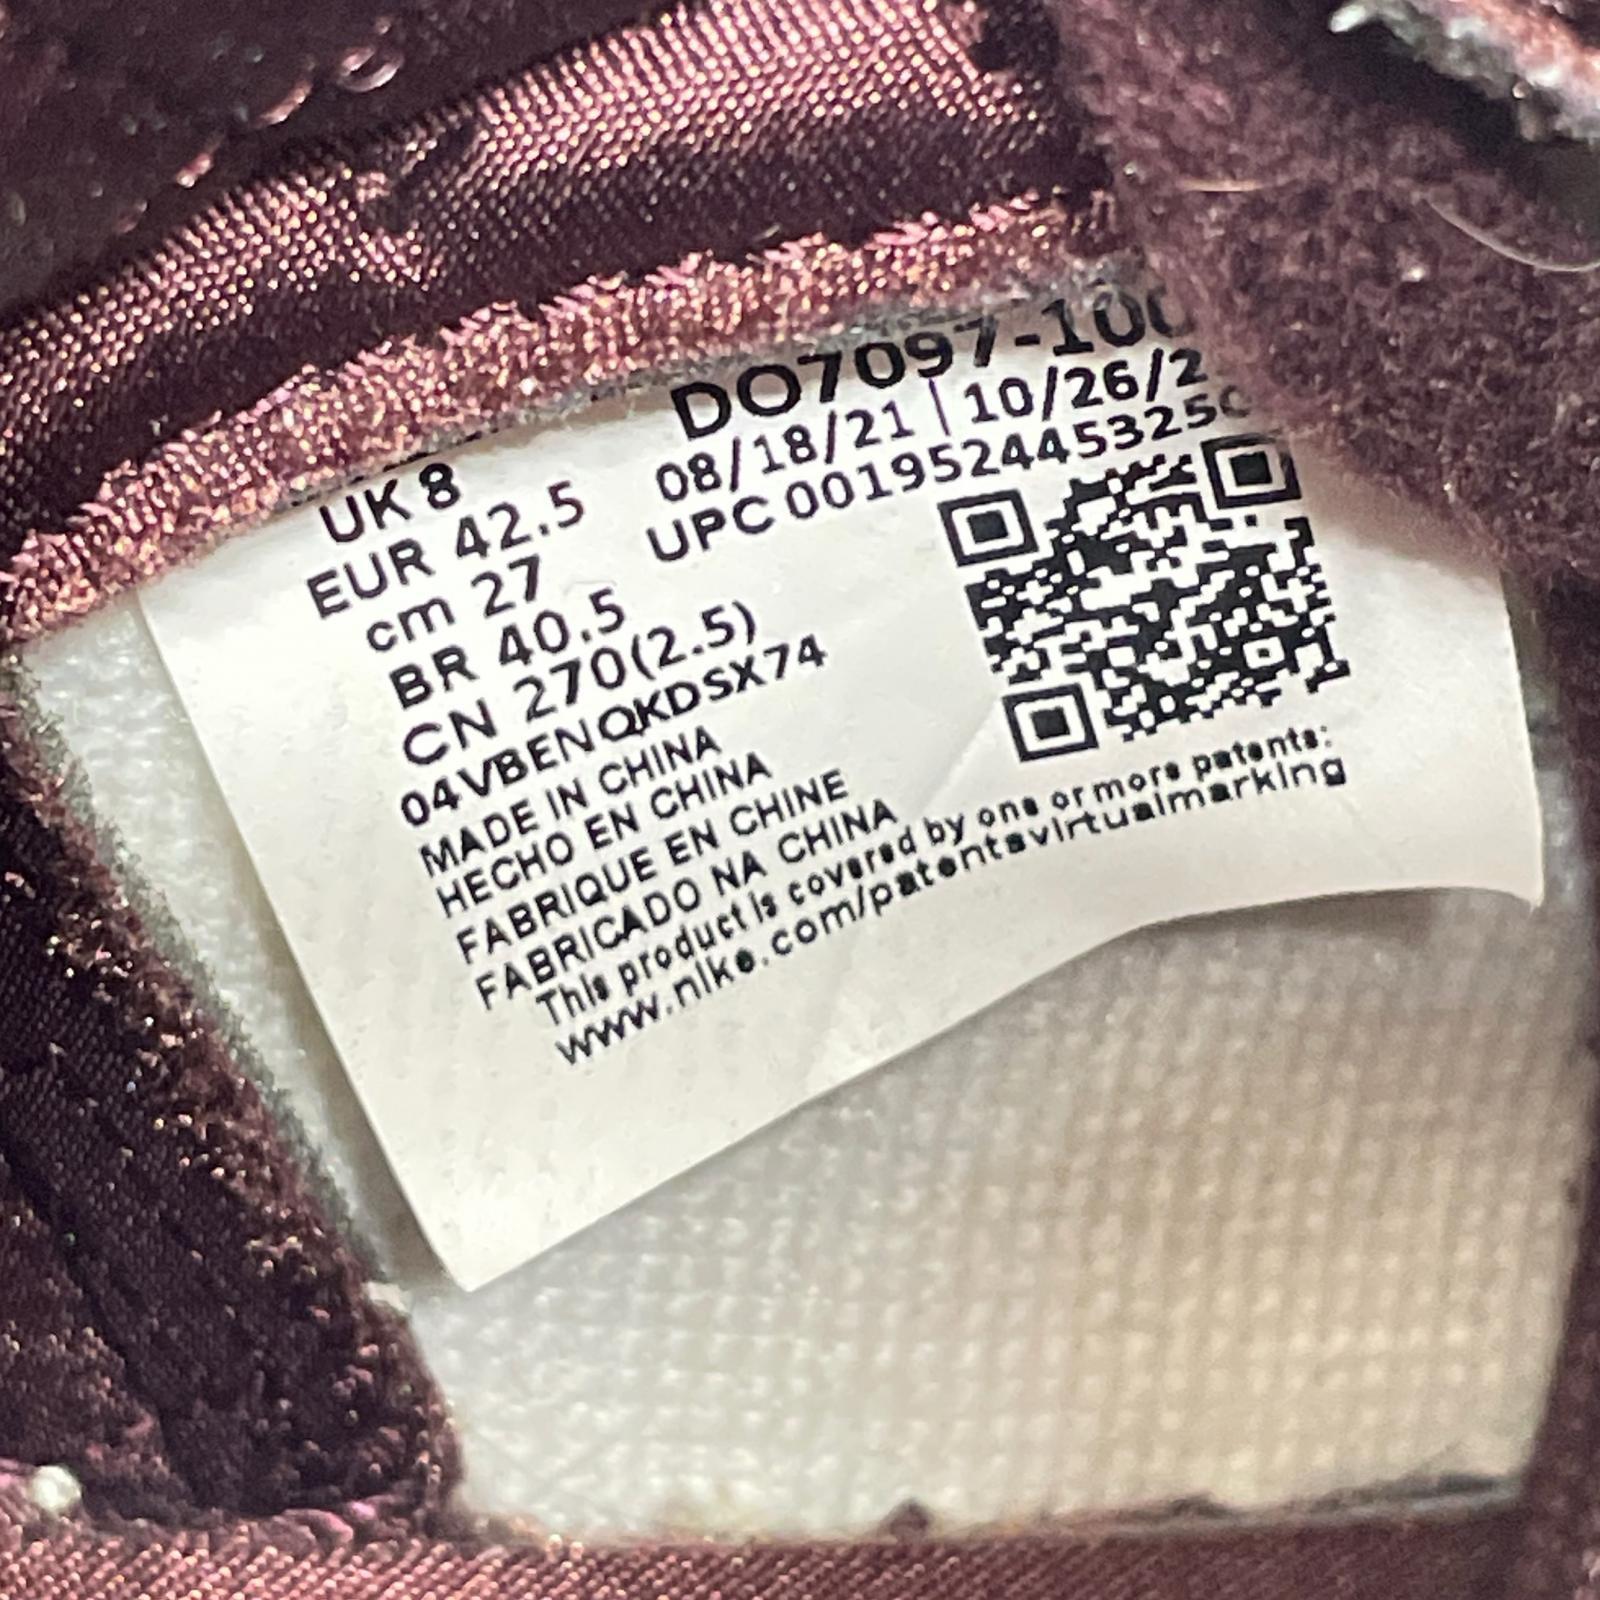 DO7097-100
08/18/21 | 10/26/2
UPC 001952445325
UK 8
EUR 42.5
cm 27
BR 40.5
CN 270(2.5)
04VBENQKDSX74
MADE IN CHINA
HECHO EN CHINA
FABRIQUE EN CHINE
FABRICADO NA CHINA
This product is covered by one or more patents:
www.nike.com/patentsvirtualmarking